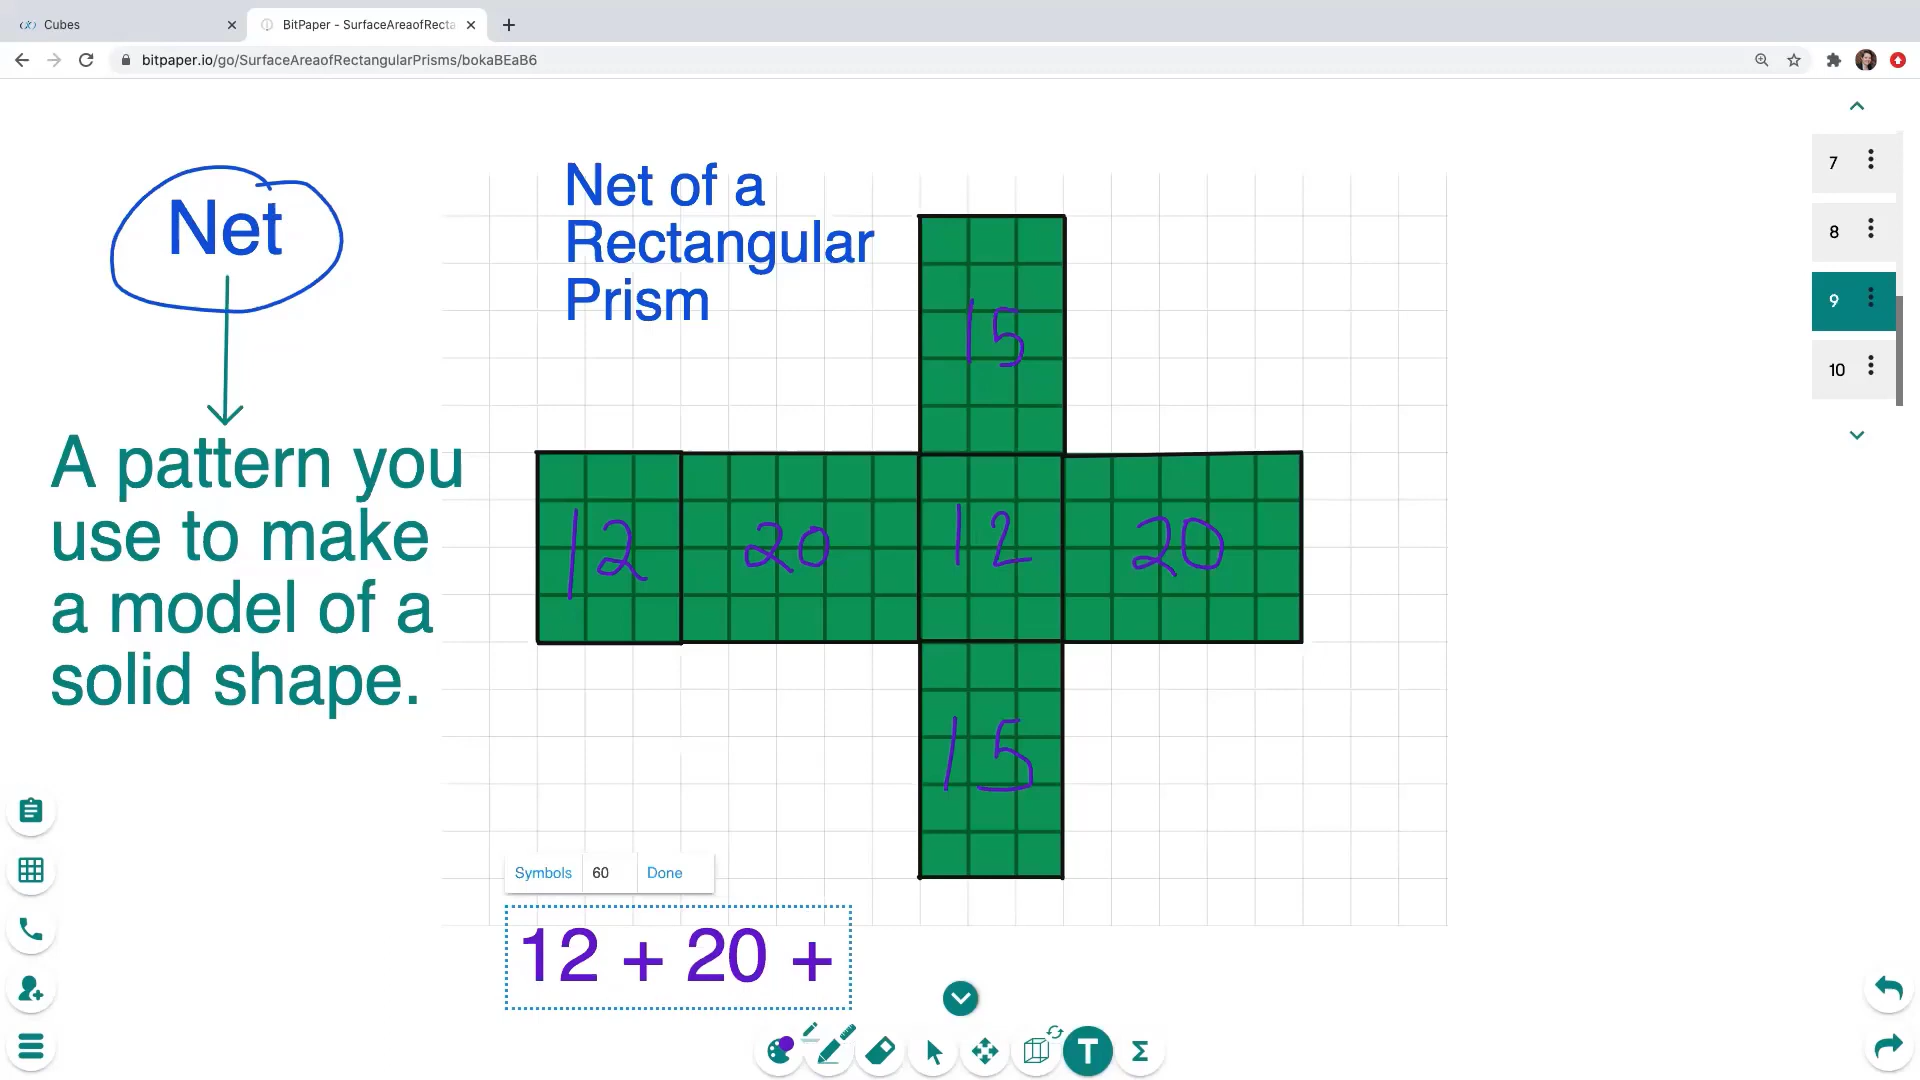 Cubes
BitPaper - SurfaceAreaofRecta
bitpaper.io/go/SurfaceAreaofRectangularPrisms/bokaBEaB6
Net
A pattern you
use to make
a model of a
solid shape.
Net of a
Rectangular
Prism
15
12 20 12 20
15
Symbols 60 Done
12 + 20 +
7
8
9
10
T
Σ